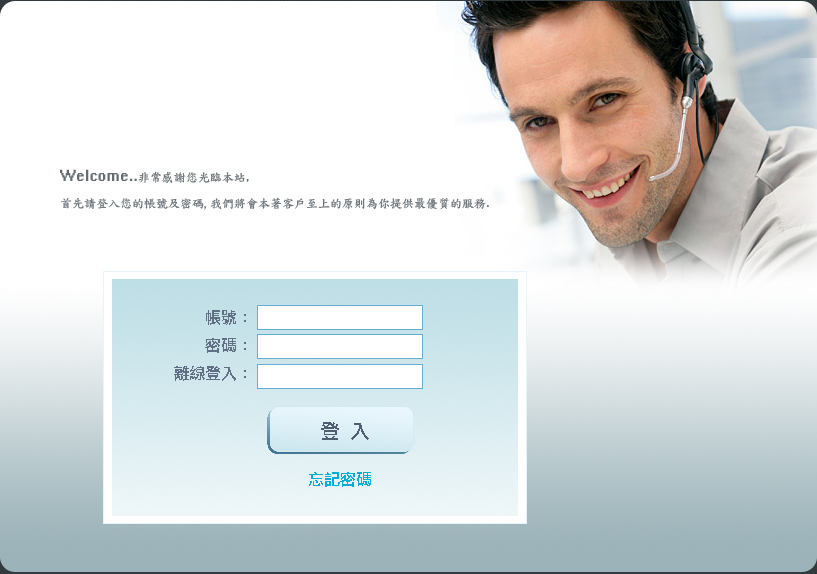 Welcome..非常感謝您光臨本站.
首先請登入您的帳號及密碼, 我們將會本著客戶至上的原則為你提供最優質的服務.
帳號：
密碼：
離線登入：
登 入
忘記密碼